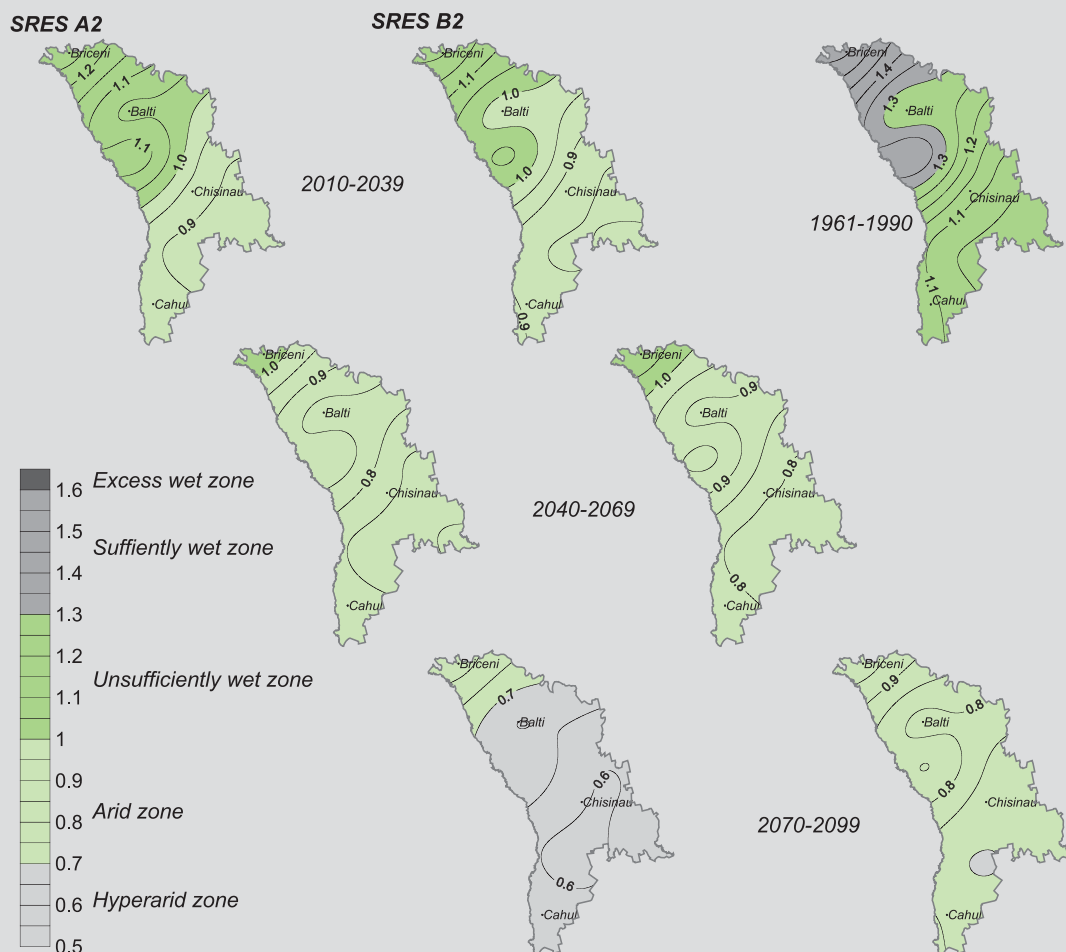 SRES A2
SRES B2
Briceni
1.2
1.1
Balti
1.1
1.0
Chisinau
0.9
Cahul
2010-2039
Briceni
1.1
1.0
Balti
1.0
0.9
Chisinau
Cahul
0.9
Briceni
1.4
1.3
Balti
1.3
1.2
Chisinau
1.1
1.1
Cahul
1961-1990
Briceni
1.0
0.9
Balti
0.8
Chisinau
Cahul
2040-2069
Briceni
1.0
0.9
Balti
0.9
0.8
Chisinau
0.8
Cahul
Briceni
0.7
Balti
0.6
Chisinau
0.6
Cahul
2070-2099
Briceni
0.9
0.8
Balti
0.8
Chisinau
Cahul
Excess wet zone
1.6
1.5
Suffiently wet zone
1.4
1.3
1.2
Unsufficiently wet zone
1.1
1
0.9
Arid zone
0.8
0.7
Hyperarid zone
0.6
0.5